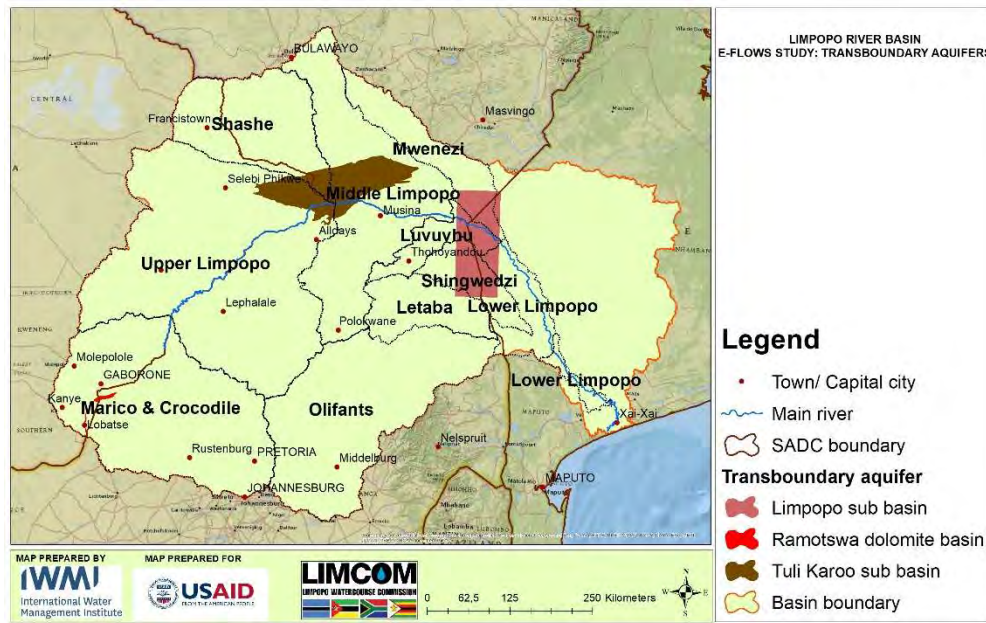 LIMPOPO RIVER BASIN
E-FLOWS STUDY: TRANSBOUNDARY AQUIFERS
MANICALAND
BULAWAYO
CENTRAL
Francistown
Shashe
Masvingo
Mwenezi
Selebi Phikwe
Middle Limpopo
Musina
Alldays
Luvuvhu
Thohoyandou
Upper Limpopo
Shingwedzi
Lephalale
Letaba
Lower Limpopo
Polokwane
KWENENG
Molepolole
GABORONE
Lower Limpopo
Kanye
Marico & Crocodile
Olifants
Xai-Xai
Lobatse
SOUTHERN
Nelspruit
Rustenburg
PRETORIA
Middelburg
JOHANNESBURG
MAPUTO
Legend
Town/ Capital city
Main river
SADC boundary
Transboundary aquifer
Limpopo sub basin
Ramotswa dolomite basin
Tuli Karoo sub basin
Basin boundary
MAP PREPARED BY
MAP PREPARED FOR
IWMI
International Water
Management Institute
USAID
FROM THE AMERICAN PEOPLE
LIMCOM
LIMPOPO WATERCOURSE COMMISSION
0 62,5 125 250 Kilometers
N
W E
S